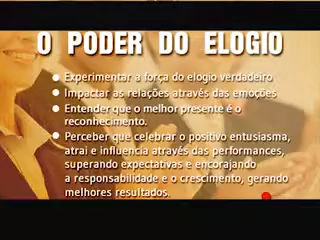 O PODER DO ELOGIO
Experimentar a força do elogio verdadeiro
Impactar as relações através das emoções
Entender que o melhor presente é o
reconhecimento.
Perceber que celebrar o positivo entusiasma,
atrai e influencia através das performances,
superando expectativas e encorajando
a responsabilidade e o crescimento, gerando
melhores resultados.